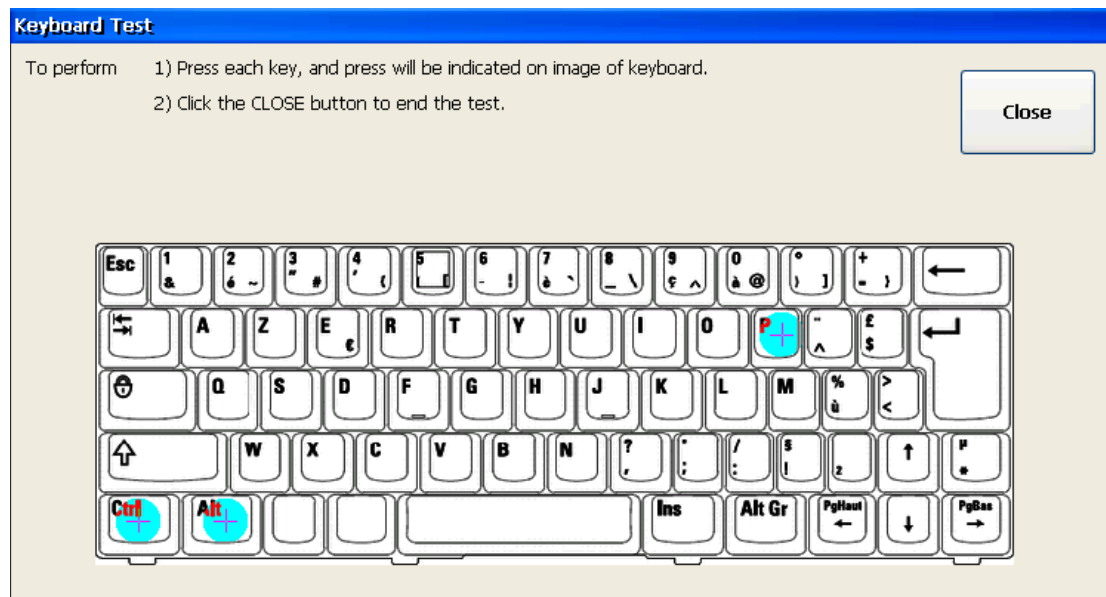 Keyboard Test
To perform 1) Press each key, and press will be indicated on image of keyboard.
2) Click the CLOSE button to end the test.
Close
Esc 1 & 2 é ~ 3 " # 4 ' ( 5 [ 6 - ! 7 è ` 8 _ \ 9 ç ^ 0 à @ ° ) ] + = }
A Z E € R T Y U I O P ¨ ^ £ $
Q S D F G H J K L M % ù > <
W X C V B N ? , . ; / : § ! 2 ↑ µ *
Ctrl Alt Ins Alt Gr PgHaut ← ↓ PgBas →